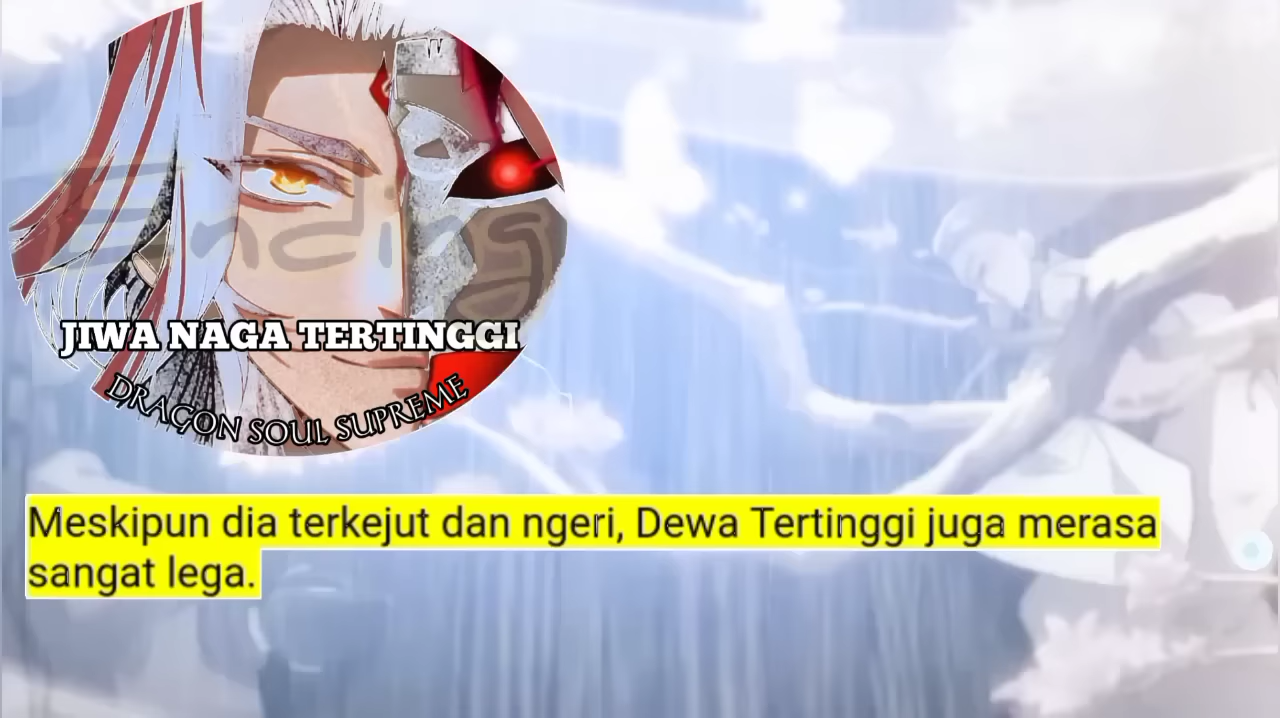 JIWA NAGA TERTINGGI
DRAGON SOUL SUPREME
Meskipun dia terkejut dan ngeri, Dewa Tertinggi juga merasa
sangat lega.